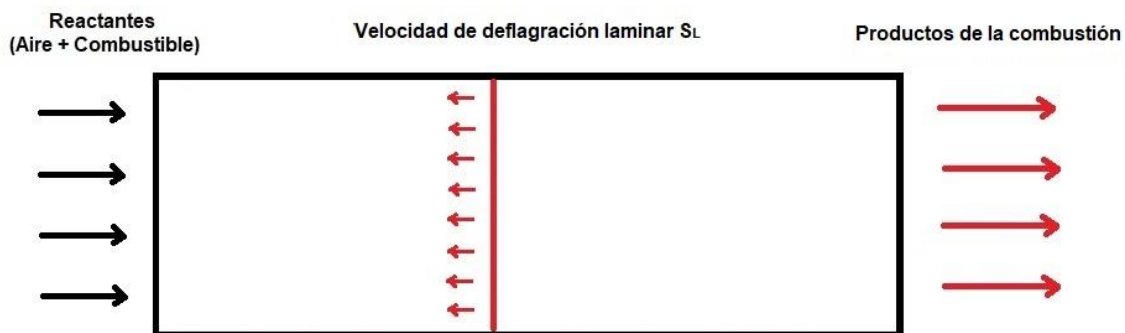 Reactantes
(Aire + Combustible)
Velocidad de deflagración laminar SL
Productos de la combustión